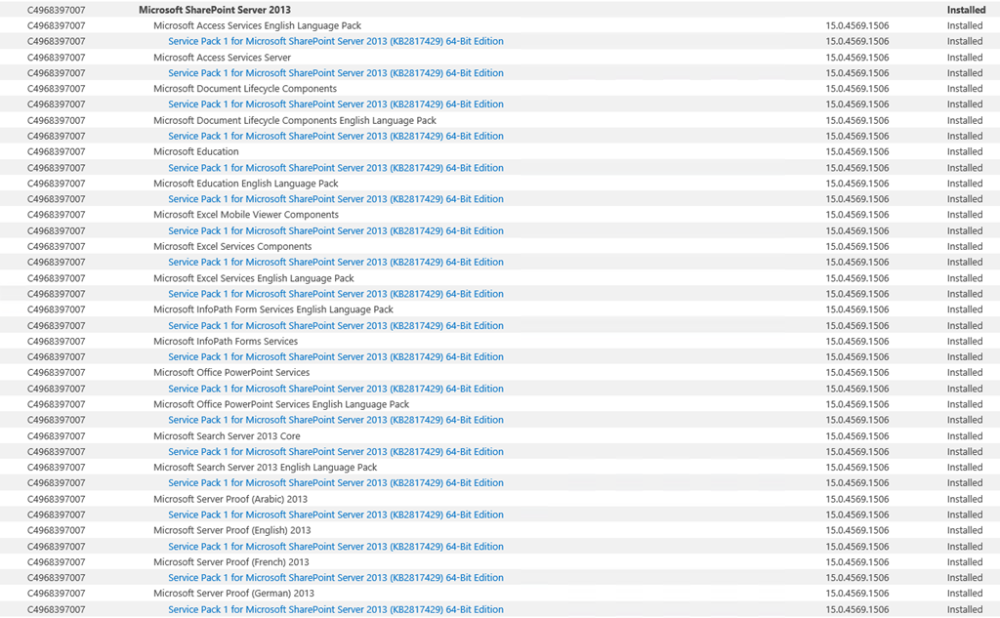 C4968397007 Microsoft SharePoint Server 2013 Installed
C4968397007 Microsoft Access Services English Language Pack 15.0.4569.1506 Installed
C4968397007 Service Pack 1 for Microsoft SharePoint Server 2013 (KB2817429) 64-Bit Edition 15.0.4569.1506 Installed
C4968397007 Microsoft Access Services Server 15.0.4569.1506 Installed
C4968397007 Service Pack 1 for Microsoft SharePoint Server 2013 (KB2817429) 64-Bit Edition 15.0.4569.1506 Installed
C4968397007 Microsoft Document Lifecycle Components 15.0.4569.1506 Installed
C4968397007 Service Pack 1 for Microsoft SharePoint Server 2013 (KB2817429) 64-Bit Edition 15.0.4569.1506 Installed
C4968397007 Microsoft Document Lifecycle Components English Language Pack 15.0.4569.1506 Installed
C4968397007 Service Pack 1 for Microsoft SharePoint Server 2013 (KB2817429) 64-Bit Edition 15.0.4569.1506 Installed
C4968397007 Microsoft Education 15.0.4569.1506 Installed
C4968397007 Service Pack 1 for Microsoft SharePoint Server 2013 (KB2817429) 64-Bit Edition 15.0.4569.1506 Installed
C4968397007 Microsoft Education English Language Pack 15.0.4569.1506 Installed
C4968397007 Service Pack 1 for Microsoft SharePoint Server 2013 (KB2817429) 64-Bit Edition 15.0.4569.1506 Installed
C4968397007 Microsoft Excel Mobile Viewer Components 15.0.4569.1506 Installed
C4968397007 Service Pack 1 for Microsoft SharePoint Server 2013 (KB2817429) 64-Bit Edition 15.0.4569.1506 Installed
C4968397007 Microsoft Excel Services Components 15.0.4569.1506 Installed
C4968397007 Service Pack 1 for Microsoft SharePoint Server 2013 (KB2817429) 64-Bit Edition 15.0.4569.1506 Installed
C4968397007 Microsoft Excel Services English Language Pack 15.0.4569.1506 Installed
C4968397007 Service Pack 1 for Microsoft SharePoint Server 2013 (KB2817429) 64-Bit Edition 15.0.4569.1506 Installed
C4968397007 Microsoft InfoPath Form Services English Language Pack 15.0.4569.1506 Installed
C4968397007 Service Pack 1 for Microsoft SharePoint Server 2013 (KB2817429) 64-Bit Edition 15.0.4569.1506 Installed
C4968397007 Microsoft InfoPath Forms Services 15.0.4569.1506 Installed
C4968397007 Service Pack 1 for Microsoft SharePoint Server 2013 (KB2817429) 64-Bit Edition 15.0.4569.1506 Installed
C4968397007 Microsoft Office PowerPoint Services 15.0.4569.1506 Installed
C4968397007 Service Pack 1 for Microsoft SharePoint Server 2013 (KB2817429) 64-Bit Edition 15.0.4569.1506 Installed
C4968397007 Microsoft Office PowerPoint Services English Language Pack 15.0.4569.1506 Installed
C4968397007 Service Pack 1 for Microsoft SharePoint Server 2013 (KB2817429) 64-Bit Edition 15.0.4569.1506 Installed
C4968397007 Microsoft Search Server 2013 Core 15.0.4569.1506 Installed
C4968397007 Service Pack 1 for Microsoft SharePoint Server 2013 (KB2817429) 64-Bit Edition 15.0.4569.1506 Installed
C4968397007 Microsoft Search Server 2013 English Language Pack 15.0.4569.1506 Installed
C4968397007 Service Pack 1 for Microsoft SharePoint Server 2013 (KB2817429) 64-Bit Edition 15.0.4569.1506 Installed
C4968397007 Microsoft Server Proof (Arabic) 2013 15.0.4569.1506 Installed
C4968397007 Service Pack 1 for Microsoft SharePoint Server 2013 (KB2817429) 64-Bit Edition 15.0.4569.1506 Installed
C4968397007 Microsoft Server Proof (English) 2013 15.0.4569.1506 Installed
C4968397007 Service Pack 1 for Microsoft SharePoint Server 2013 (KB2817429) 64-Bit Edition 15.0.4569.1506 Installed
C4968397007 Microsoft Server Proof (French) 2013 15.0.4569.1506 Installed
C4968397007 Service Pack 1 for Microsoft SharePoint Server 2013 (KB2817429) 64-Bit Edition 15.0.4569.1506 Installed
C4968397007 Microsoft Server Proof (German) 2013 15.0.4569.1506 Installed
C4968397007 Service Pack 1 for Microsoft SharePoint Server 2013 (KB2817429) 64-Bit Edition 15.0.4569.1506 Installed